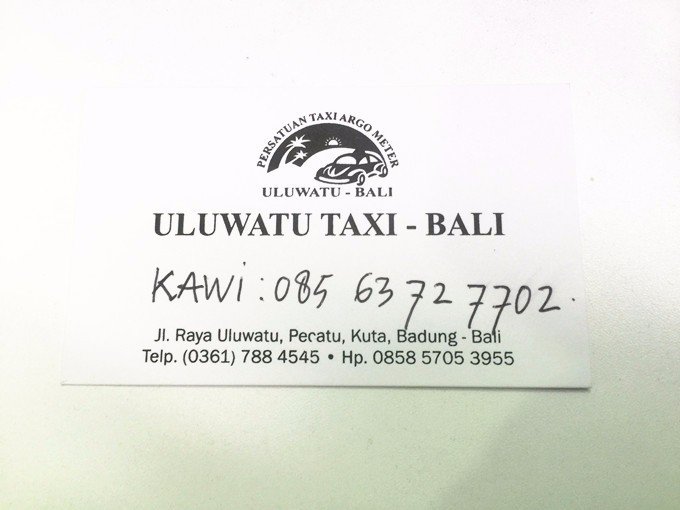 PERSATUAN TAXI ARGO METER
ULUWATU - BALI
ULUWATU TAXI - BALI
KAWI : 085 63 72 7702.
Jl. Raya Uluwatu, Pecatu, Kuta, Badung - Bali
Telp. (0361) 788 4545 • Hp. 0858 5705 3955